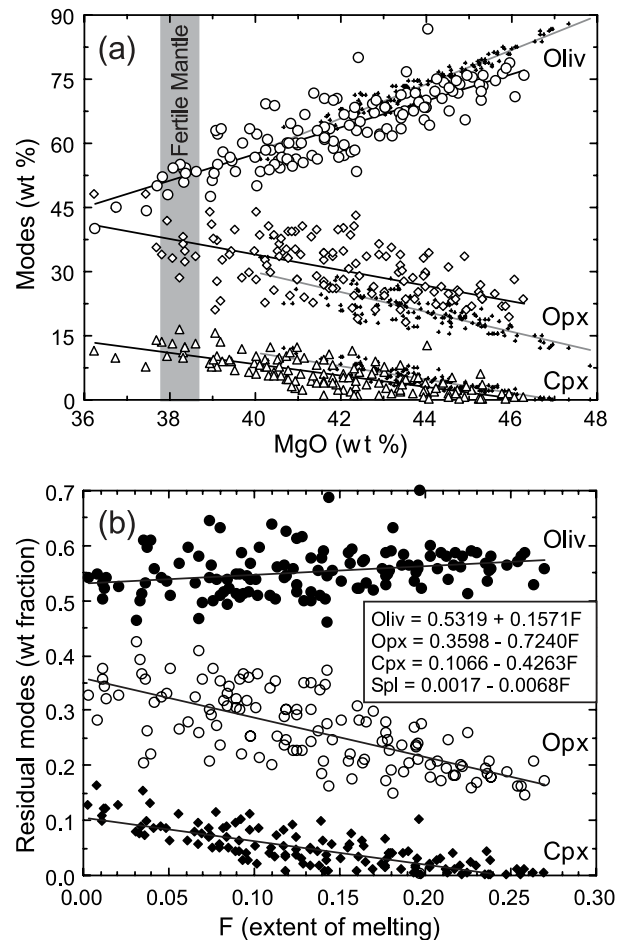 (a)
90
75
60
45
30
15
0
Modes (wt %)
Fertile Mantle
Oliv
Opx
Cpx
36 38 40 42 44 46 48
MgO (wt %)
(b)
0.7
0.6
0.5
0.4
0.3
0.2
0.1
0.0
Residual modes (wt fraction)
Oliv
Oliv = 0.5319 + 0.1571F
Opx = 0.3598 - 0.7240F
Cpx = 0.1066 - 0.4263F
Spl = 0.0017 - 0.0068F
Opx
Cpx
0.00 0.05 0.10 0.15 0.20 0.25 0.30
F (extent of melting)